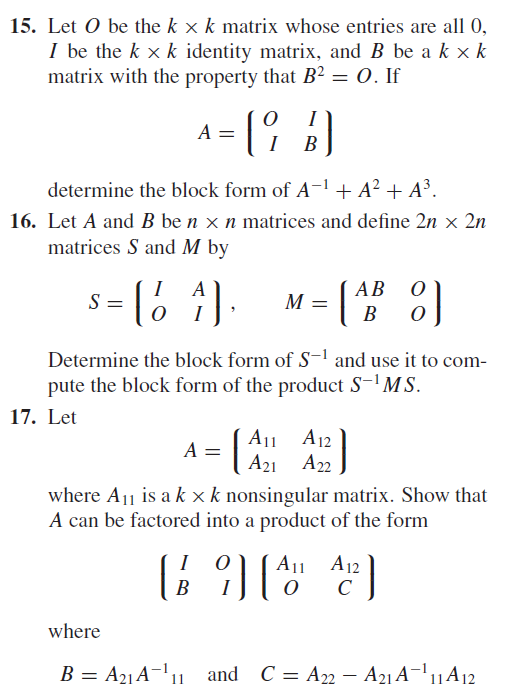 15. Let O be the k × k matrix whose entries are all 0,
I be the k × k identity matrix, and B be a k × k
matrix with the property that B² = O. If
A = [ O I
I B ]
determine the block form of A⁻¹ + A² + A³.
16. Let A and B be n × n matrices and define 2n × 2n
matrices S and M by
S = [ I A
O I ], M = [ AB O
B O ]
Determine the block form of S⁻¹ and use it to com-
pute the block form of the product S⁻¹MS.
17. Let
A = [ A₁₁ A₁₂
A₂₁ A₂₂ ]
where A₁₁ is a k × k nonsingular matrix. Show that
A can be factored into a product of the form
[ I O
B I ] [ A₁₁ A₁₂
O C ]
where
B = A₂₁A⁻¹₁₁ and C = A₂₂ − A₂₁A⁻¹₁₁A₁₂